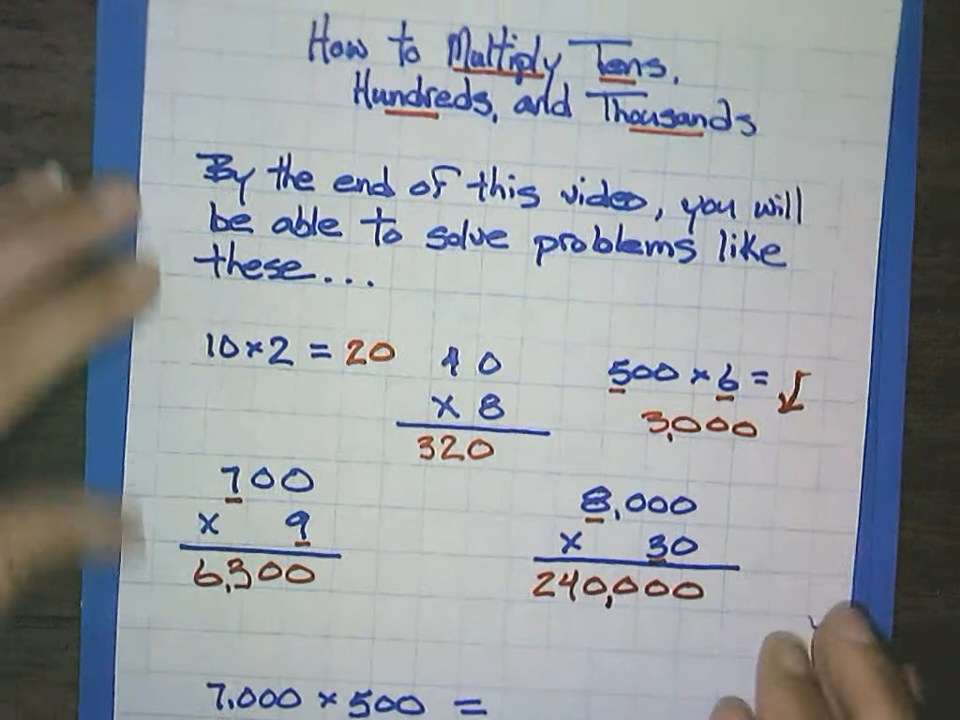 How to Multiply Tens,
Hundreds, and Thousands
By the end of this video, you will
be able to solve problems like
these...
10 × 2 = 20
40
× 8
320
500 × 6 =
3,000
700
× 9
6,300
8,000
× 30
240,000
7,000 × 500 =